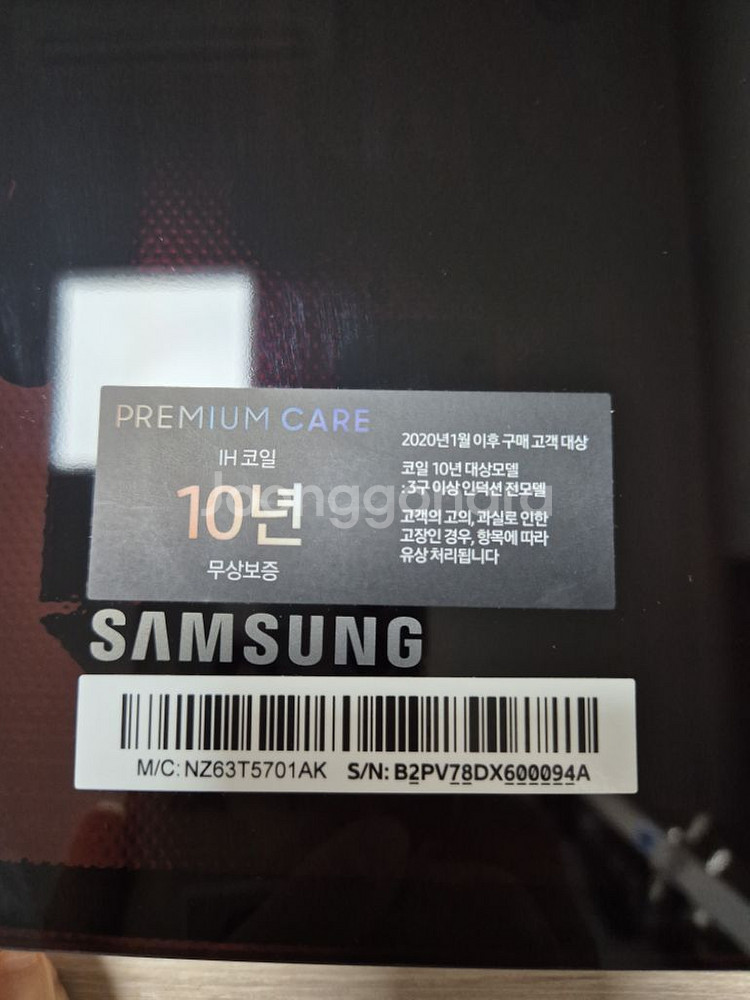 PREMIUM CARE
IH 코일
10년
무상보증
2020년1월 이후 구매 고객 대상
코일 10년 대상모델
: 3구 이상 인덕션 전모델
고객의 고의, 과실로 인한
고장인 경우, 항목에 따라
유상 처리됩니다
Joonggonara
SAMSUNG
M/C: NZ63T5701AK S/N: B2PV78DX600094A